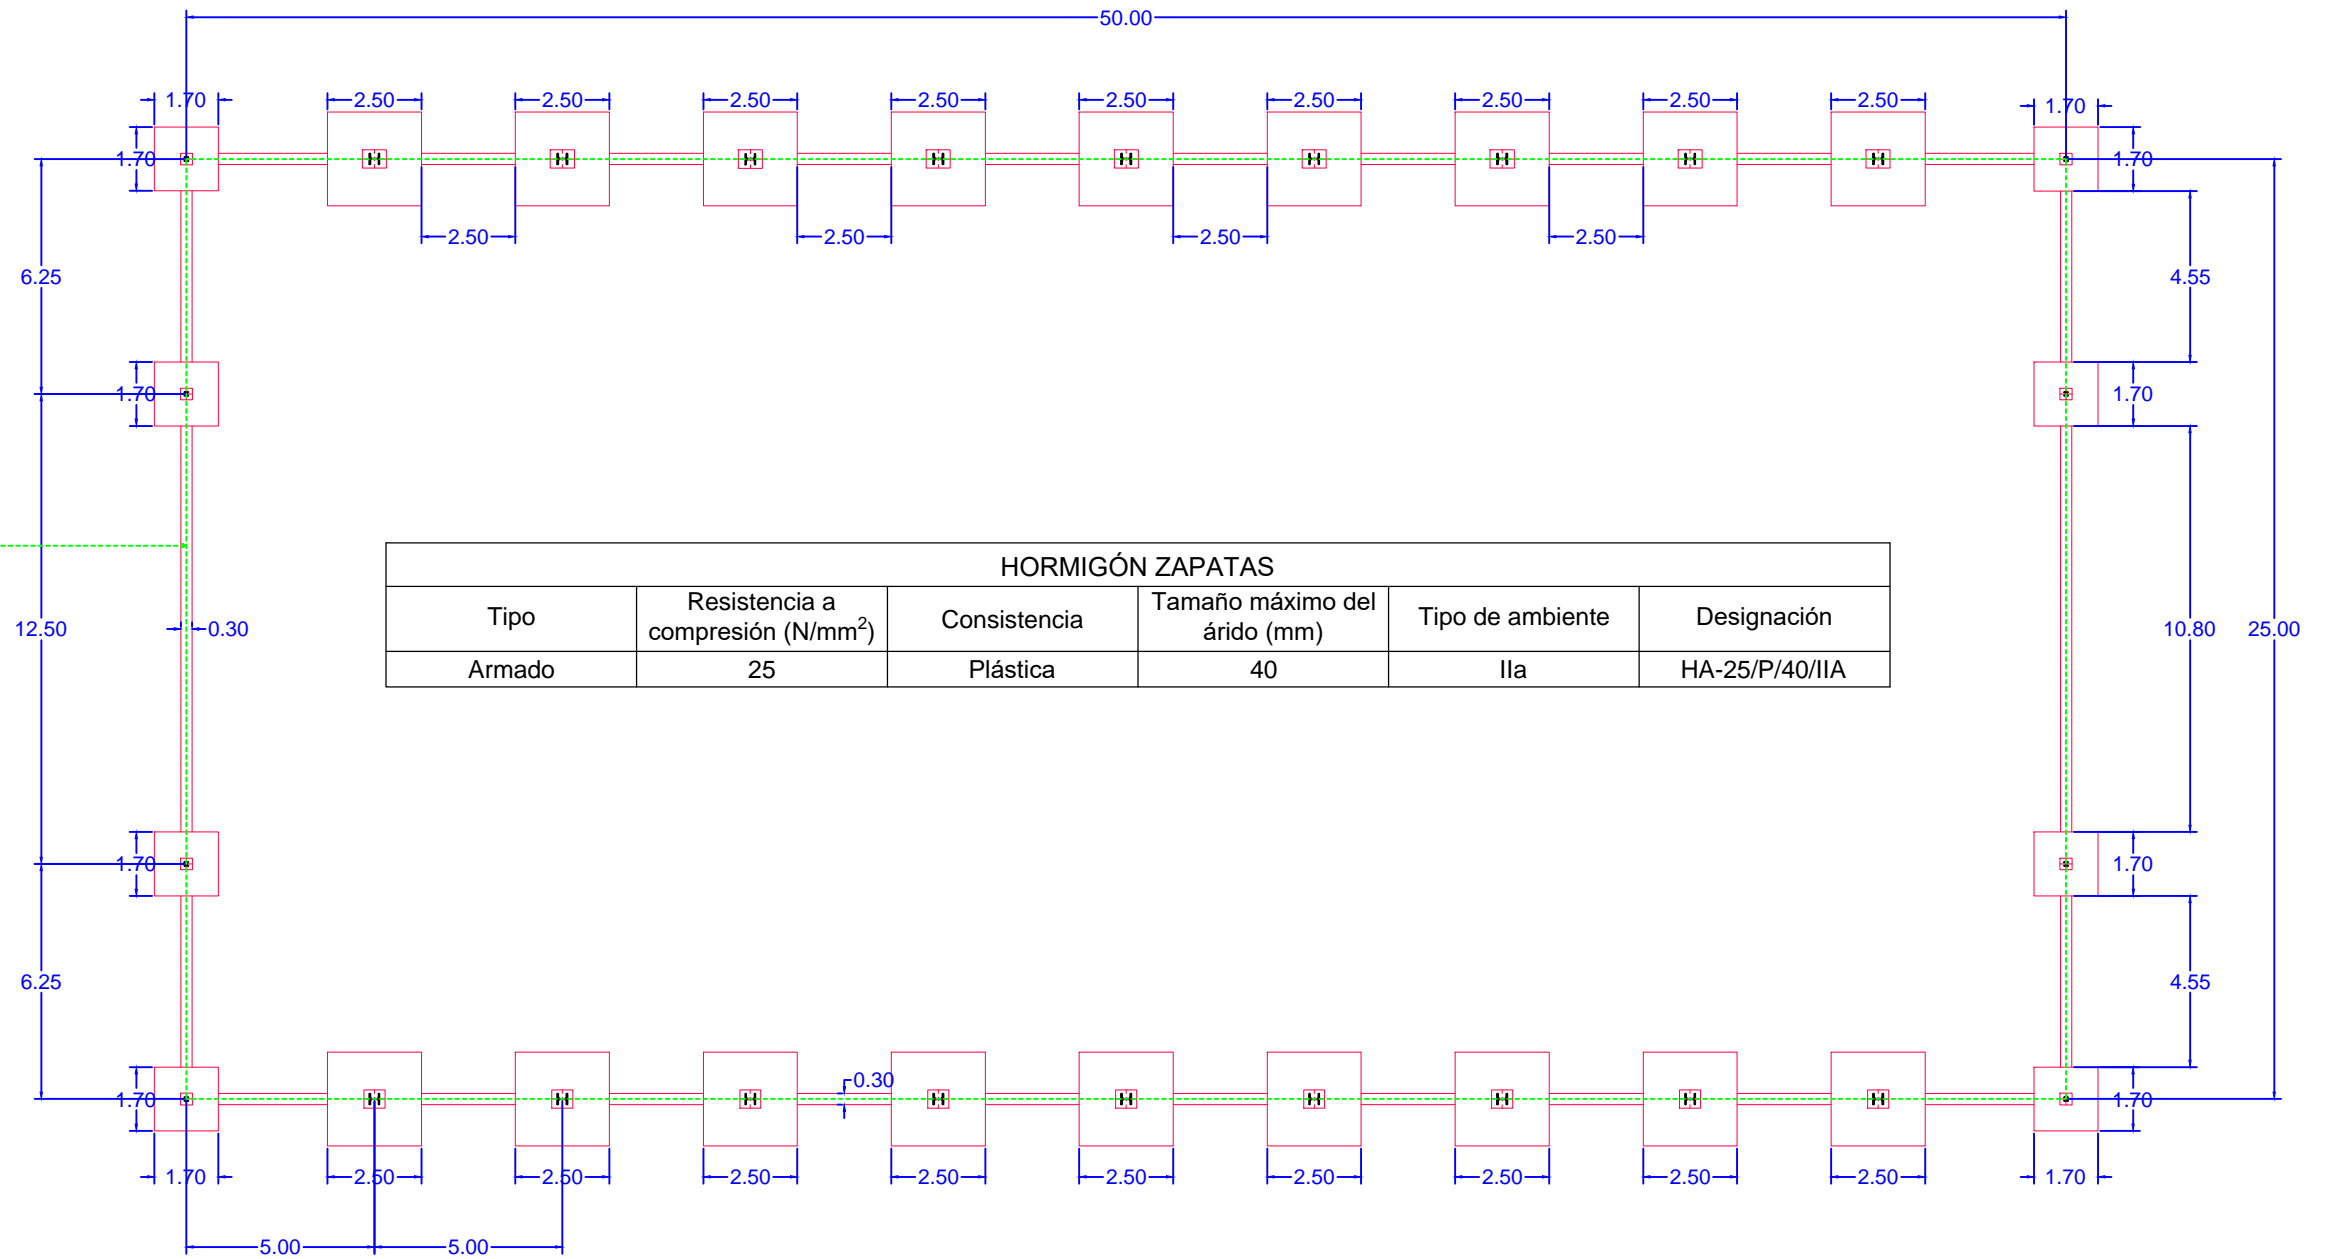 50.00
1.70 2.50 2.50 2.50 2.50 2.50 2.50 2.50 2.50 2.50 1.70
1.70 1.70
2.50 2.50 2.50 2.50
6.25 4.55
1.70 1.70
HORMIGÓN ZAPATAS
Tipo Resistencia a compresión (N/mm²) Consistencia Tamaño máximo del árido (mm) Tipo de ambiente Designación
12.50 0.30 10.80 25.00
Armado 25 Plástica 40 IIa HA-25/P/40/IIA
1.70 1.70
6.25 4.55
0.30
1.70 1.70
1.70 2.50 2.50 2.50 2.50 2.50 2.50 2.50 2.50 2.50 1.70
5.00 5.00